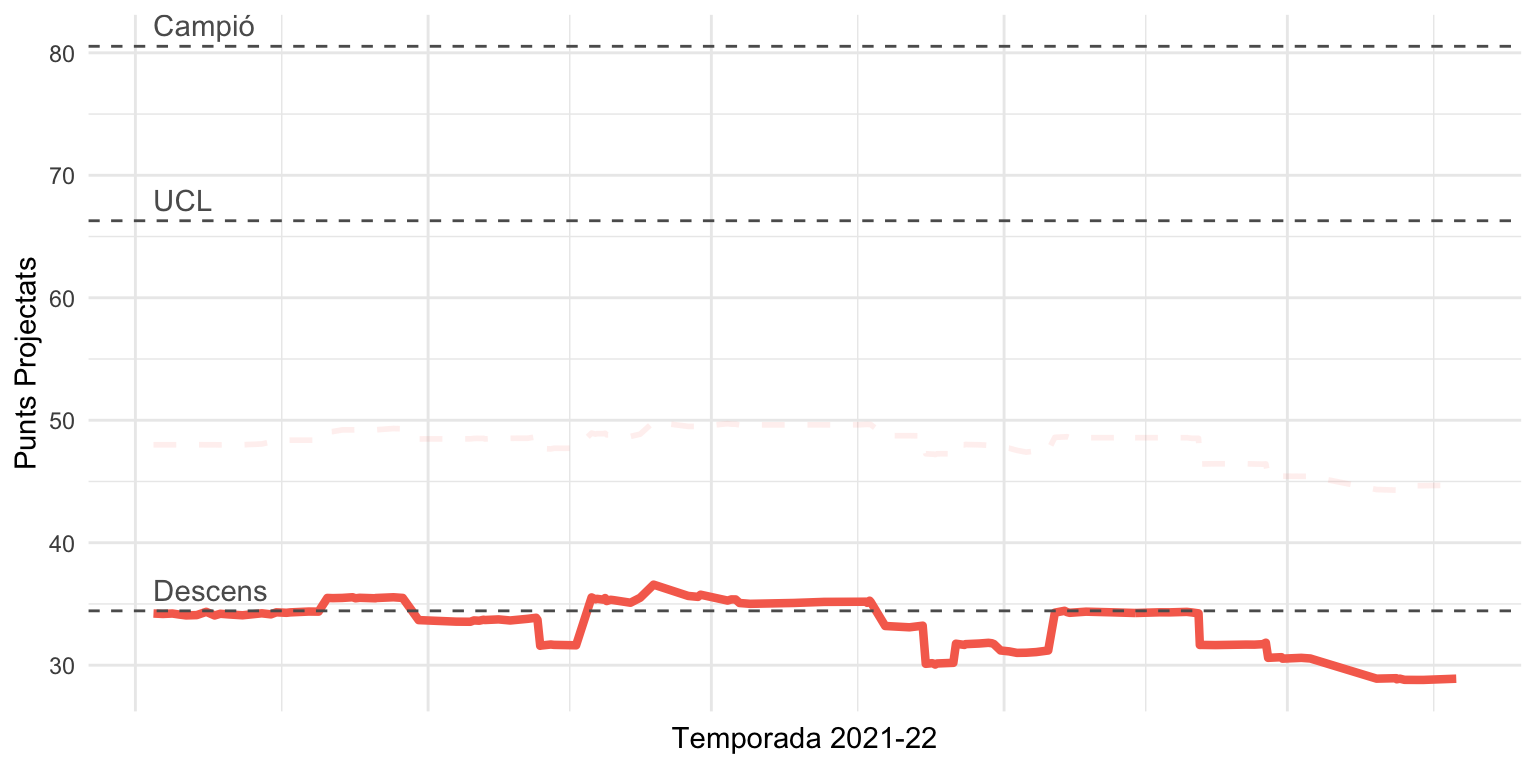 Campió
80
70
UCL
60
Punts Projectats
50
40
Descens
30
Temporada 2021-22